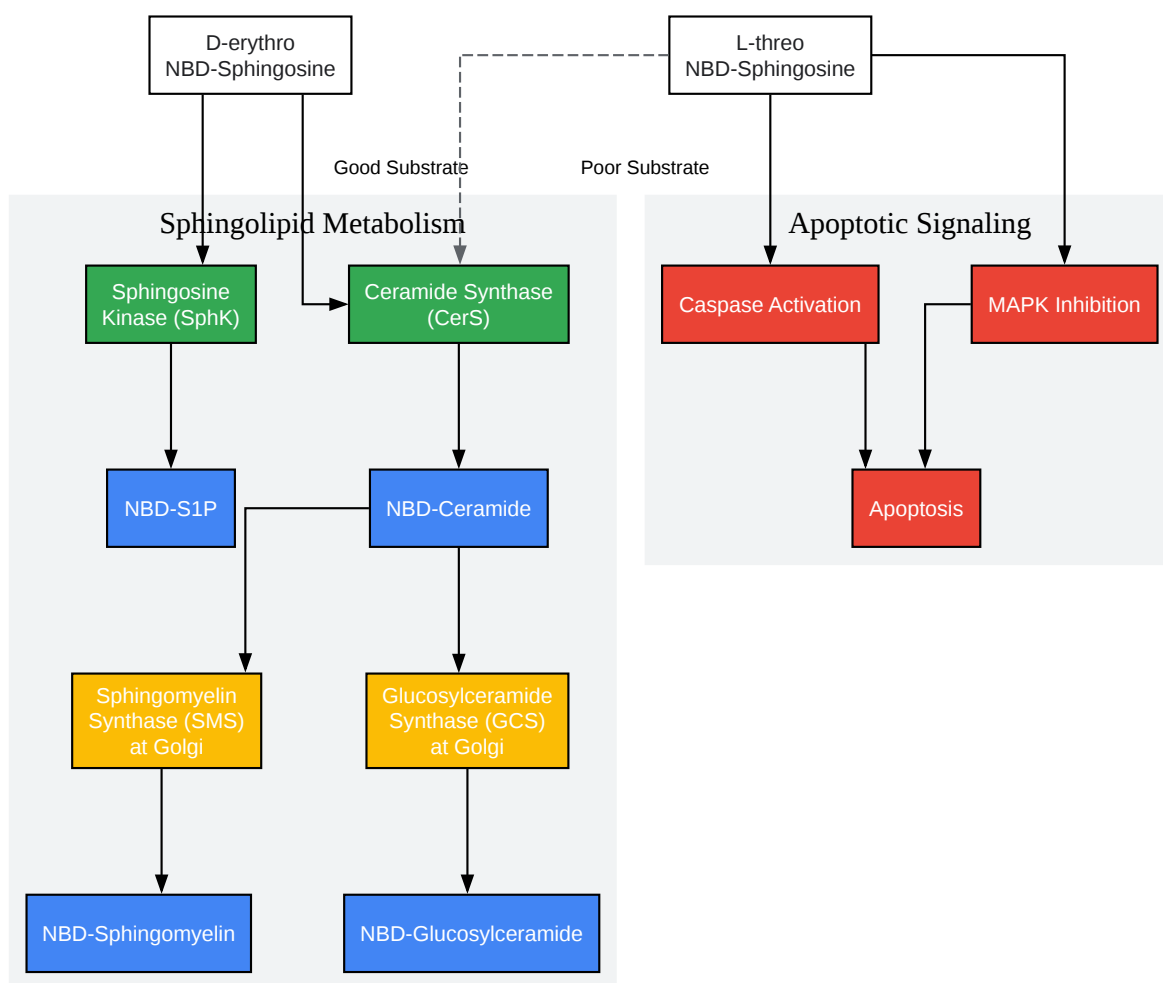 D-erythro
NBD-Sphingosine
L-threo
NBD-Sphingosine
Good Substrate
Poor Substrate
Sphingolipid Metabolism
Apoptotic Signaling
Sphingosine
Kinase (SphK)
Ceramide Synthase
(CerS)
Caspase Activation
MAPK Inhibition
NBD-S1P
NBD-Ceramide
Apoptosis
Sphingomyelin
Synthase (SMS)
at Golgi
Glucosylceramide
Synthase (GCS)
at Golgi
NBD-Sphingomyelin
NBD-Glucosylceramide